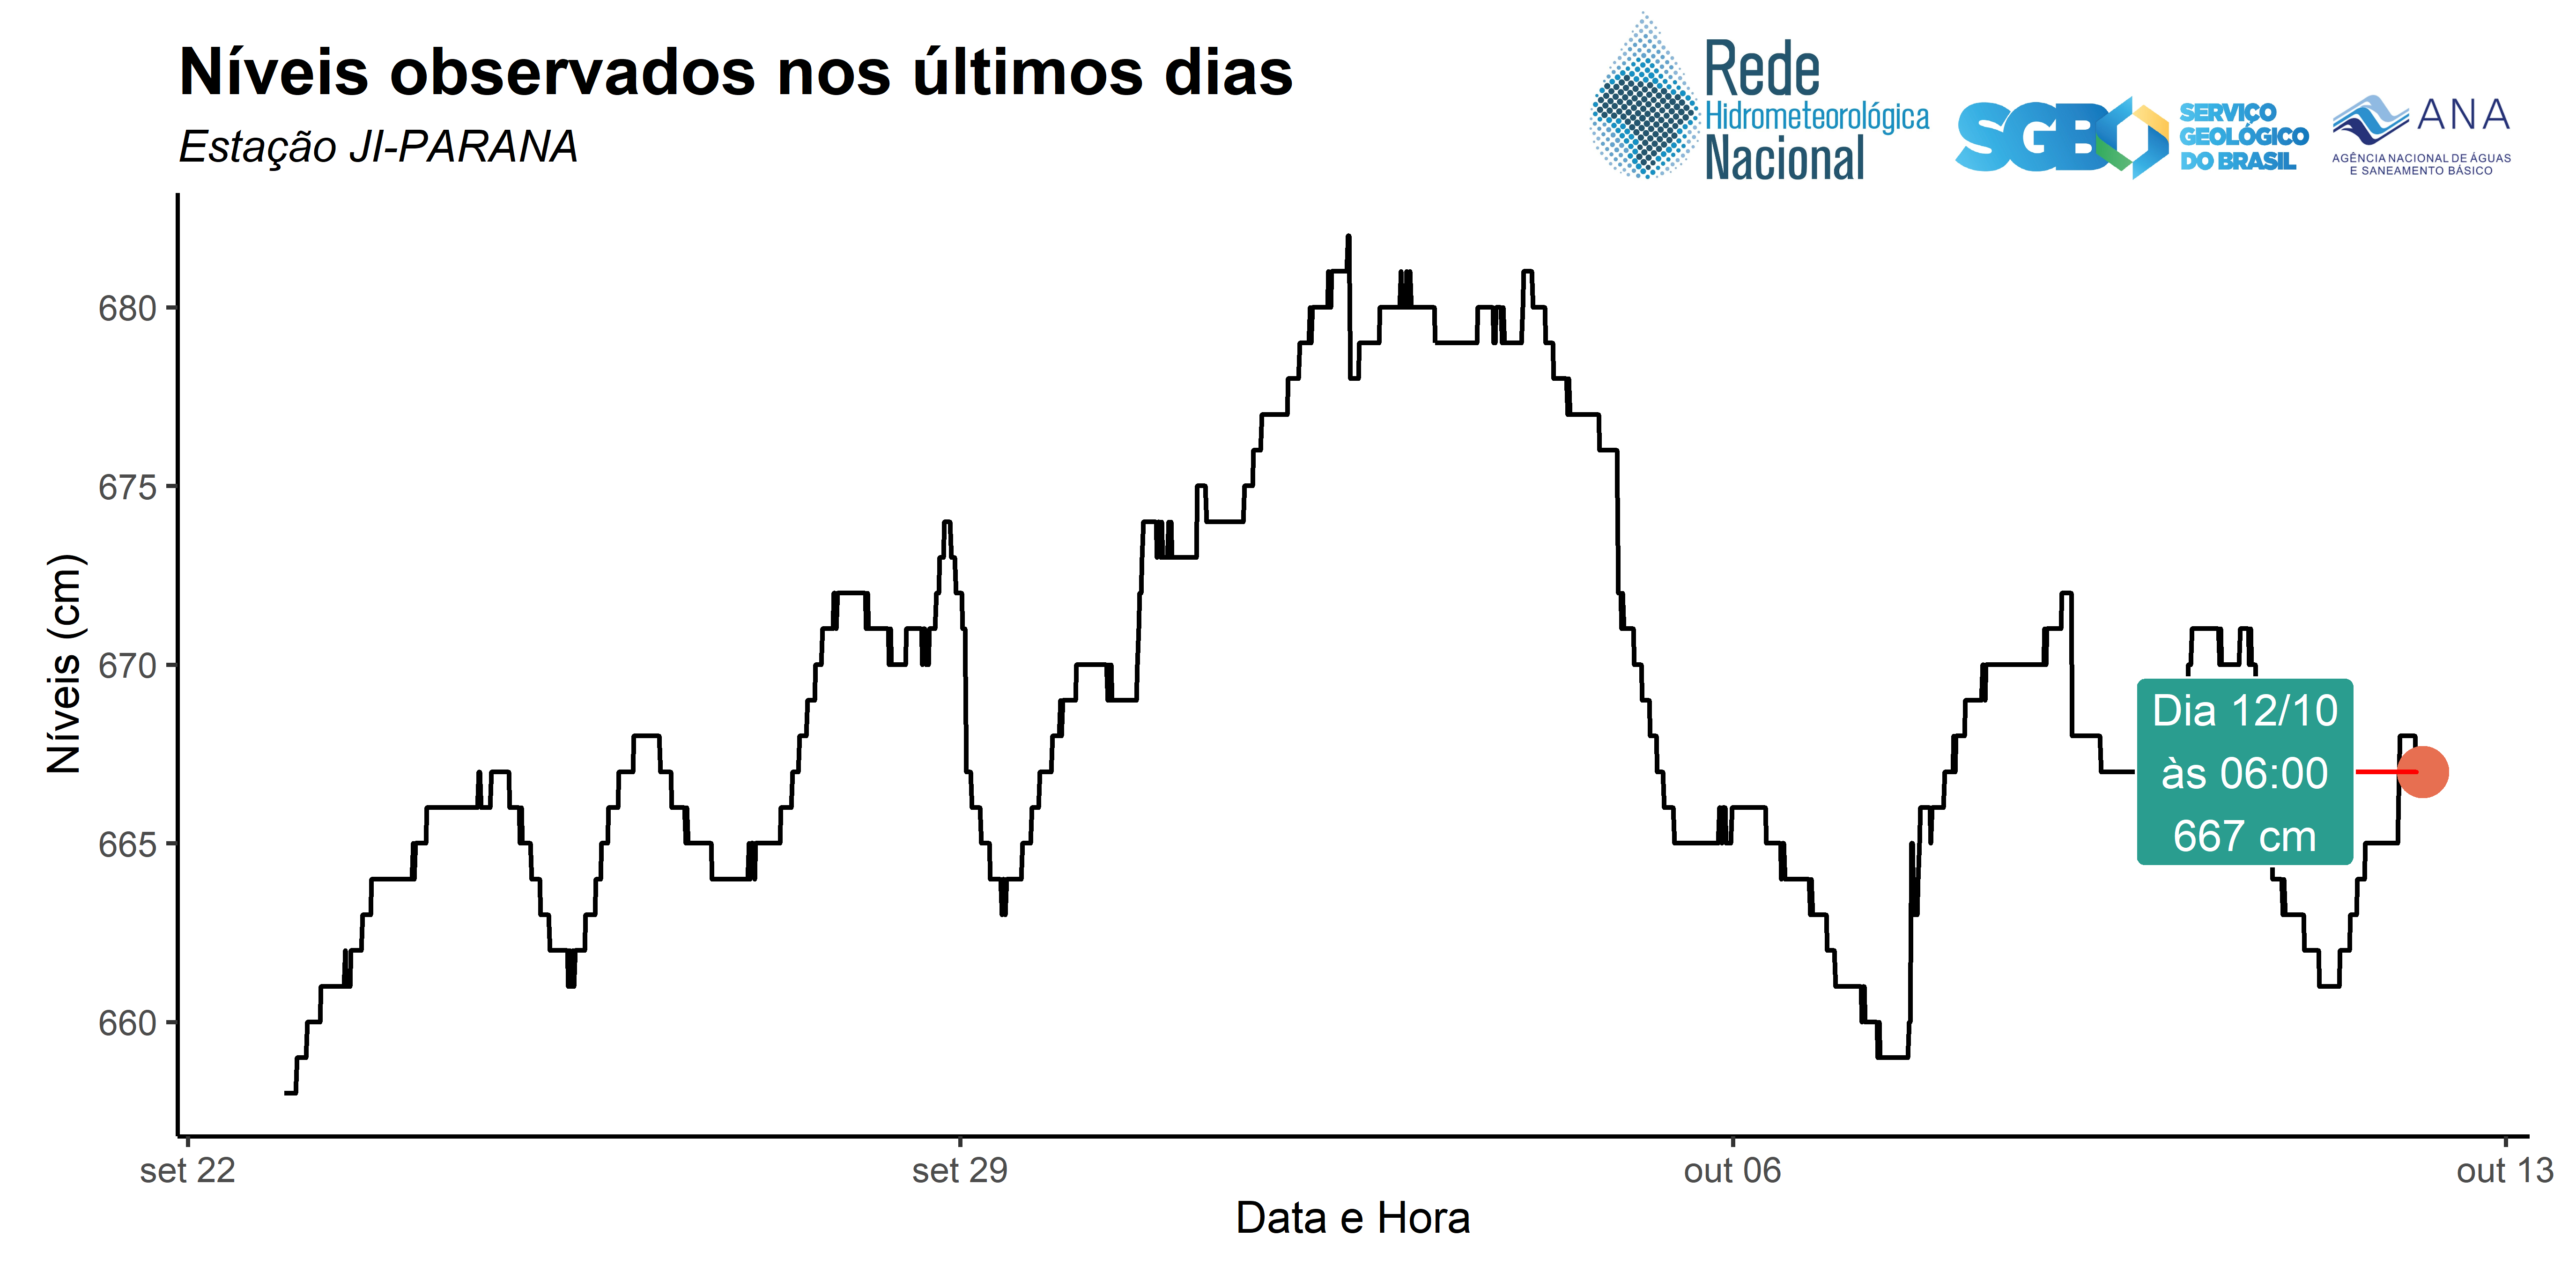 Níveis observados nos últimos dias
Estação JI-PARANA
Rede
Hidrometeorológica
Nacional
SGB
SERVIÇO
GEOLÓGICO
DO BRASIL
ANA
AGÊNCIA NACIONAL DE ÁGUAS
E SANEAMENTO BÁSICO
Níveis (cm)
680
675
670
665
660
Dia 12/10
às 06:00
667 cm
set 22
set 29
out 06
out 13
Data e Hora